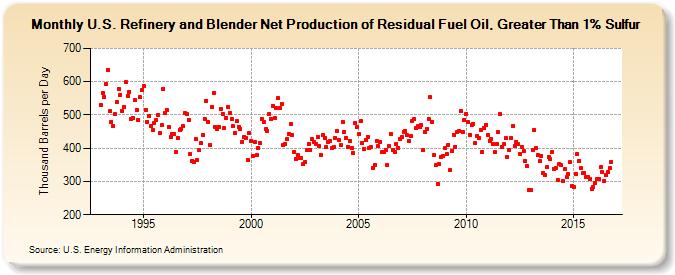 Monthly U.S. Refinery and Blender Net Production of Residual Fuel Oil, Greater Than 1% Sulfur
Thousand Barrels per Day
700
600
500
400
300
200
1995 2000 2005 2010 2015
Source: U.S. Energy Information Administration